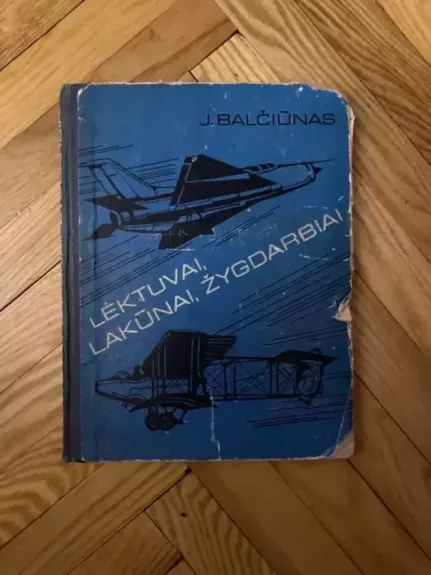 J. BALČIŪNAS
LĖKTUVAI,
LAKŪNAI, ŽYGDARBIAI